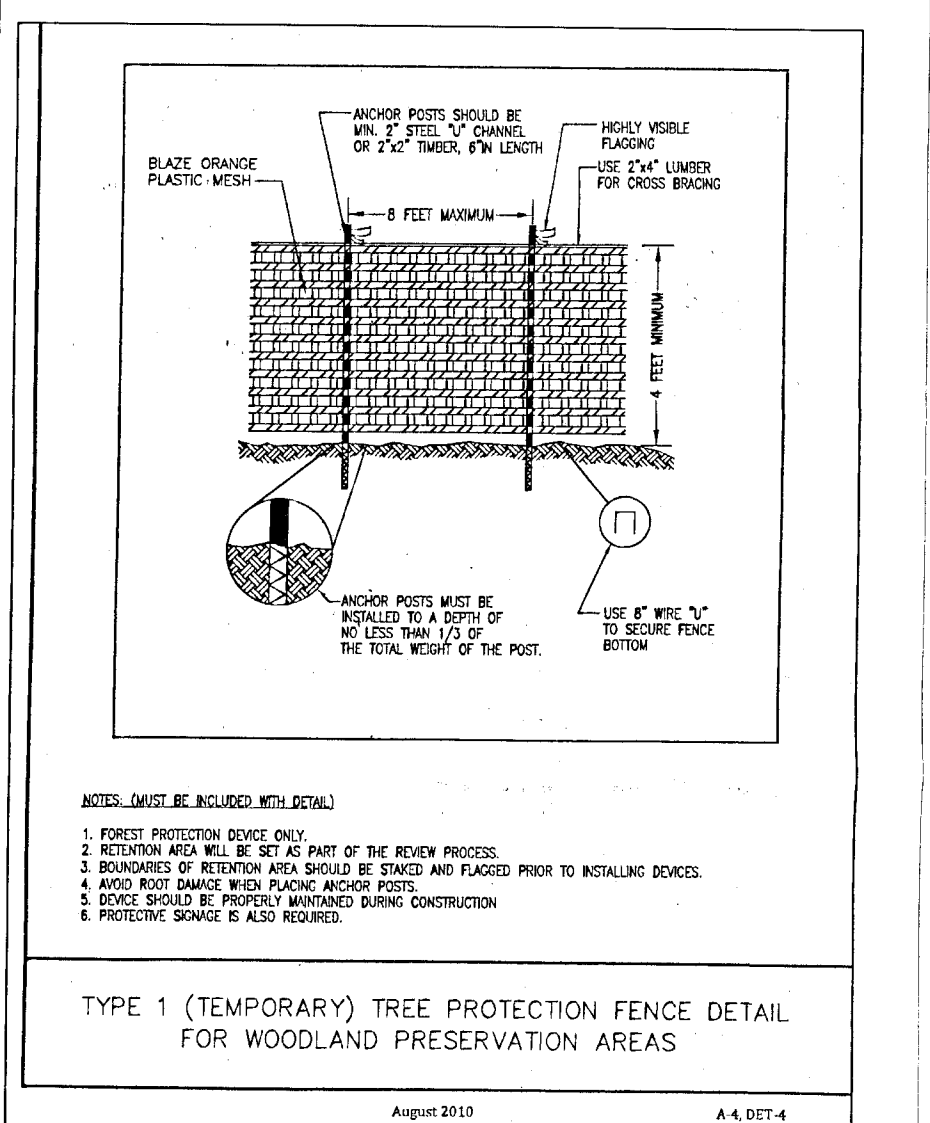 ANCHOR POSTS SHOULD BE
MIN. 2" STEEL "U" CHANNEL
OR 2"x2" TIMBER, 6"IN LENGTH
HIGHLY VISIBLE
FLAGGING
BLAZE ORANGE
PLASTIC MESH
USE 2"x4" LUMBER
FOR CROSS BRACING
8 FEET MAXIMUM
4 FEET MINIMUM
ANCHOR POSTS MUST BE
INSTALLED TO A DEPTH OF
NO LESS THAN 1/3 OF
THE TOTAL WEIGHT OF THE POST.
USE 8" WIRE "U"
TO SECURE FENCE
BOTTOM
NOTES: (MUST BE INCLUDED WITH DETAIL)
1. FOREST PROTECTION DEVICE ONLY.
2. RETENTION AREA WILL BE SET AS PART OF THE REVIEW PROCESS.
3. BOUNDARIES OF RETENTION AREA SHOULD BE STAKED AND FLAGGED PRIOR TO INSTALLING DEVICES.
4. AVOID ROOT DAMAGE WHEN PLACING ANCHOR POSTS.
5. DEVICE SHOULD BE PROPERLY MAINTAINED DURING CONSTRUCTION
6. PROTECTIVE SIGNAGE IS ALSO REQUIRED.
TYPE 1 (TEMPORARY) TREE PROTECTION FENCE DETAIL
FOR WOODLAND PRESERVATION AREAS
August 2010
A-4, DET-4